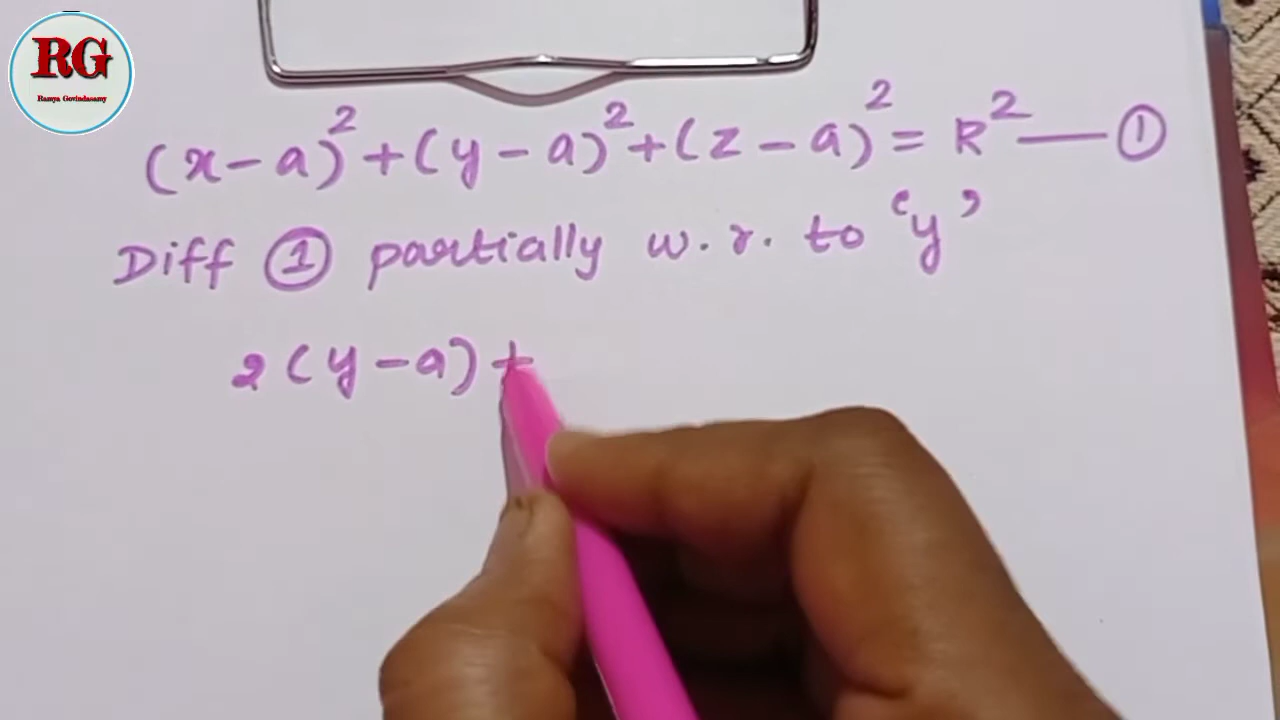 RG
Ramya Govindasamy
(x-a)² + (y-a)² + (z-a)² = R² — ①
Diff ① partially w.r. to 'y'
2(y-a) +